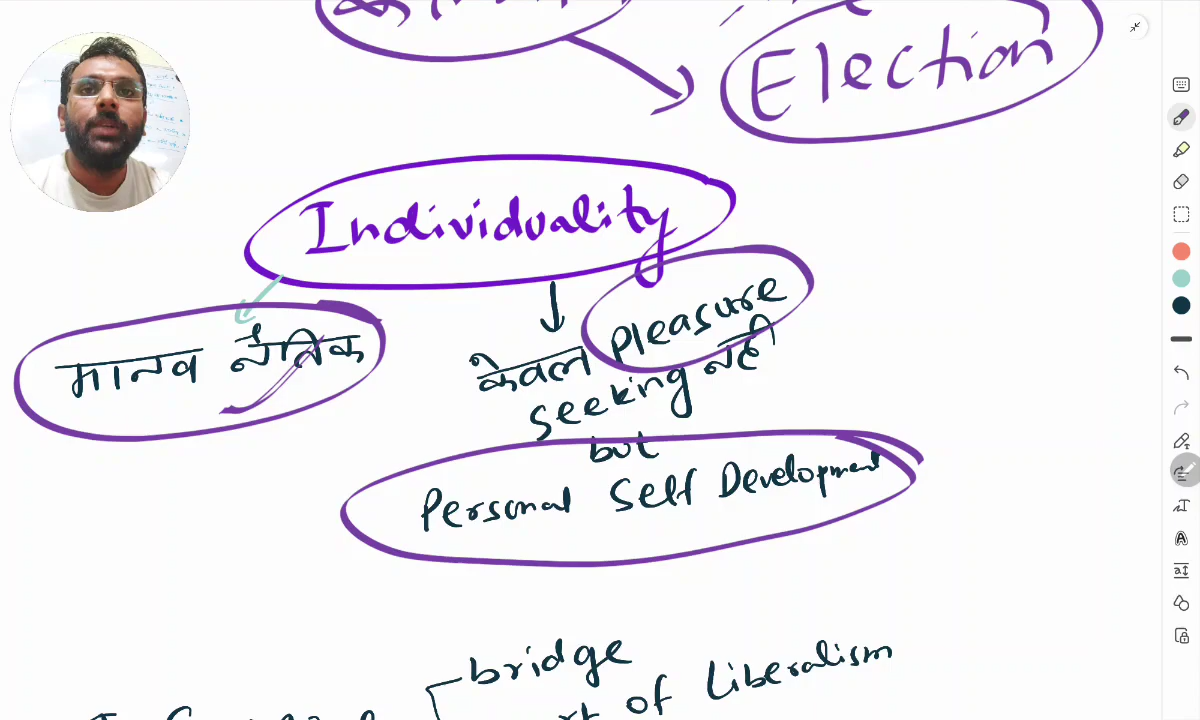 Election
Individuality
मानव नैतिक
केवल pleasure
seeking नही
but
Personal Self Development
bridge
of Liberalism